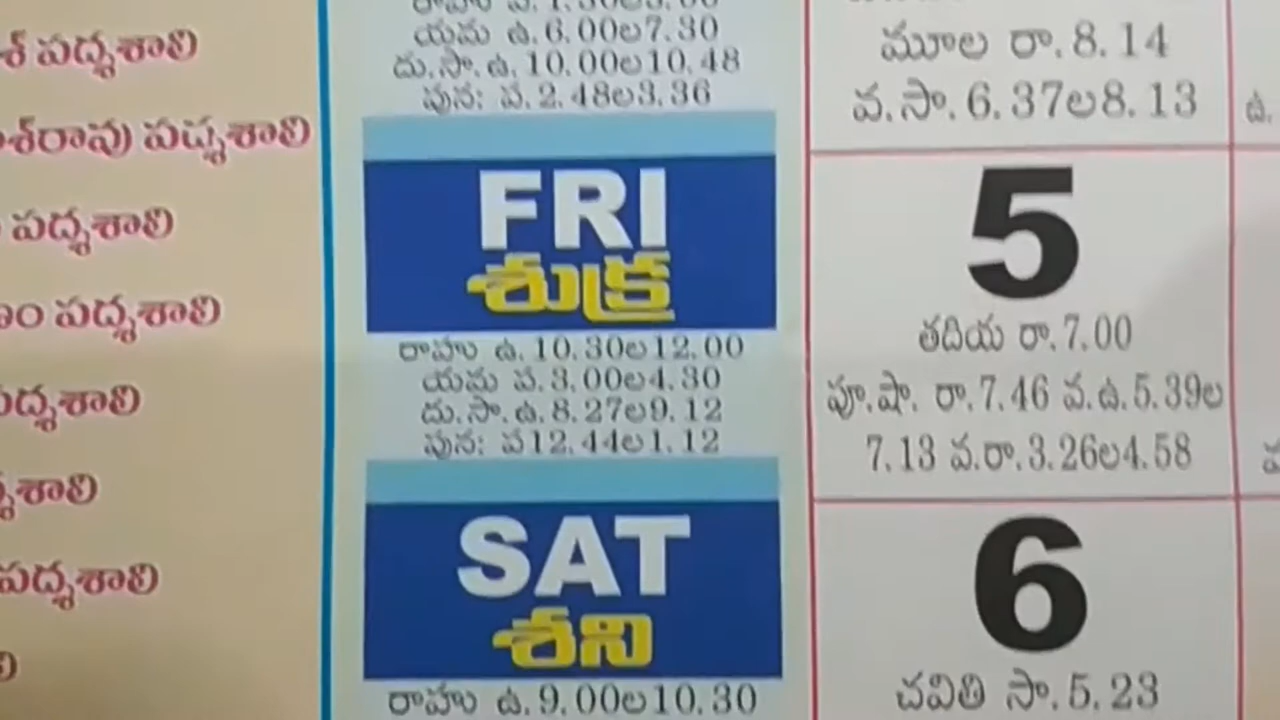 పద్మశాలి
పద్మశాలి
పద్మశాలి
పద్మశాలి
పద్మశాలి
యమ ఉ.6.00ల7.30
దు.సా.ఉ.10.00ల10.48
పున: ప.2.48ల3.36
FRI
శుక్ర
రాహు ఉ.10.30ల12.00
యమ ప.3.00ల4.30
దు.సా.ఉ.8.27ల9.12
పున: ప12.44ల1.12
SAT
శని
రాహు ఉ.9.00ల10.30
మూల రా.8.14
వ.సా.6.37ల8.13
5
తదియ రా.7.00
పూ.షా. రా.7.46 వ.ఉ.5.39ల
7.13 వ.రా.3.26ల4.58
6
చవితి సా.5.23
ఉ.